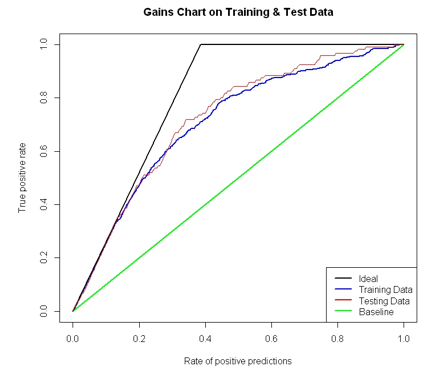 Gains Chart on Training & Test Data
True positive rate
1.0
0.8
0.6
0.4
0.2
0.0
0.0 0.2 0.4 0.6 0.8 1.0
Rate of positive predictions
Ideal
Training Data
Testing Data
Baseline